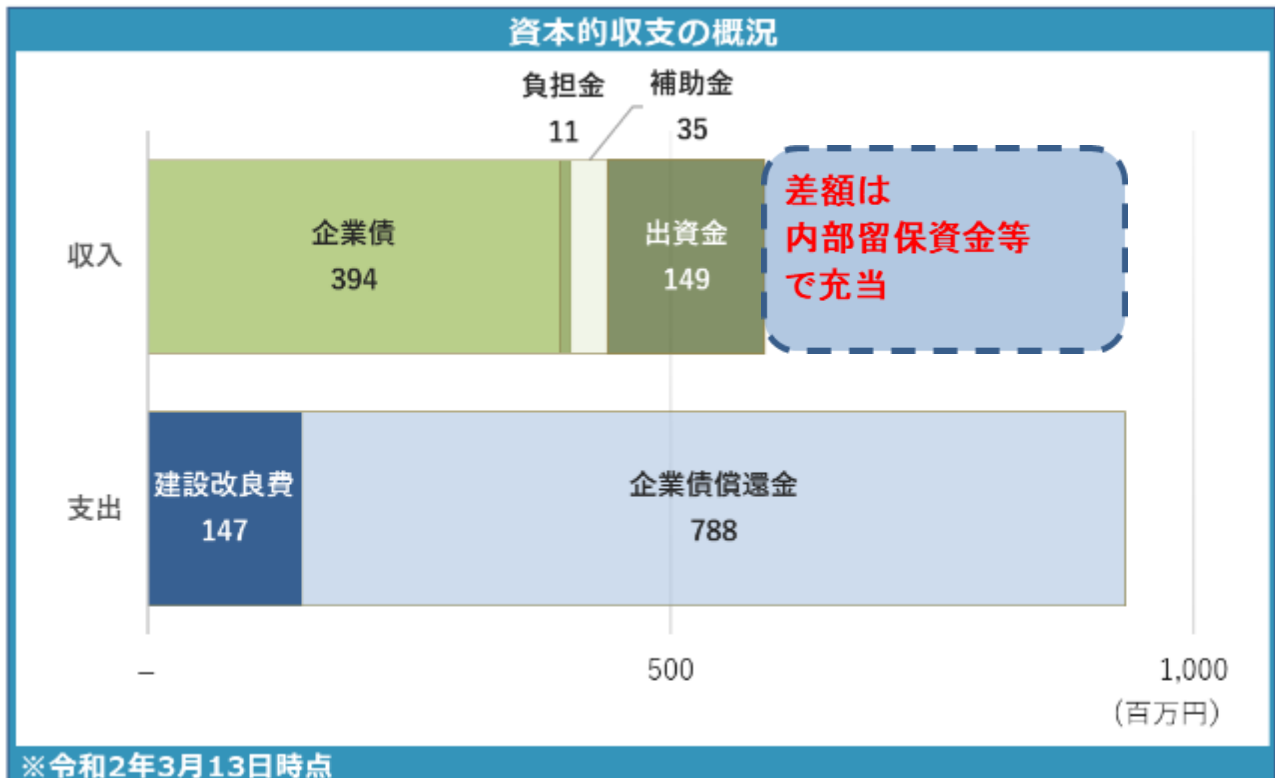 資本的収支の概況
負担金
11
補助金
35
収入
企業債
394
出資金
149
差額は
内部留保資金等
で充当
支出
建設改良費
147
企業債償還金
788
–
500
1,000
(百万円)
※令和2年3月13日時点